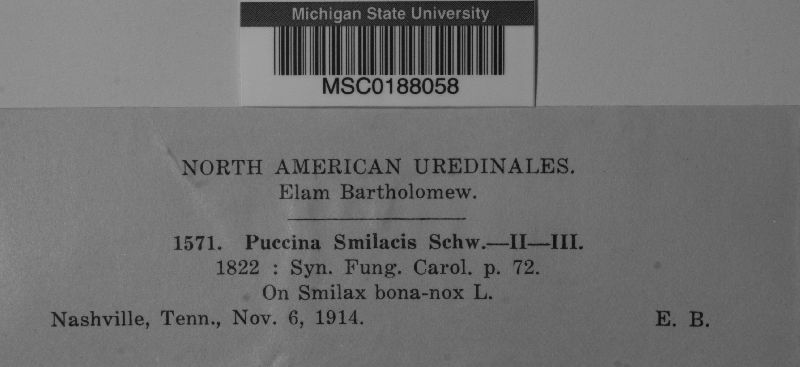 Michigan State University
MSC0188058
NORTH AMERICAN UREDINALES.
Elam Bartholomew.
1571. Puccina Smilacis Schw.—II—III.
1822 : Syn. Fung. Carol. p. 72.
On Smilax bona-nox L.
Nashville, Tenn., Nov. 6, 1914. E. B.